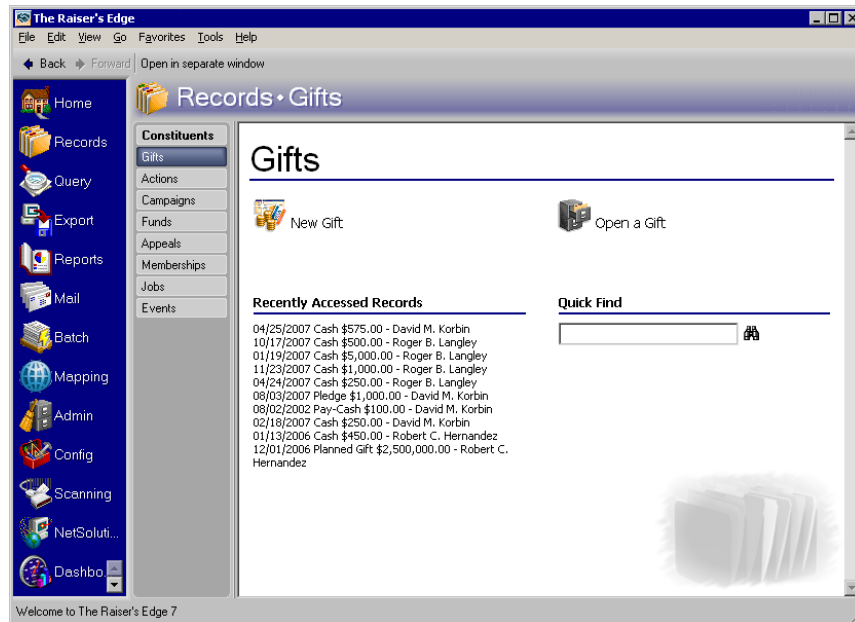 The Raiser's Edge
File Edit View Go Favorites Tools Help
Back Forward Open in separate window
Records · Gifts
Home
Records
Query
Export
Reports
Mail
Batch
Mapping
Admin
Config
Scanning
NetSoluti...
Dashbo
Constituents
Gifts
Actions
Campaigns
Funds
Appeals
Memberships
Jobs
Events
Gifts
New Gift
Open a Gift
Recently Accessed Records
04/25/2007 Cash $575.00 - David M. Korbin
10/17/2007 Cash $500.00 - Roger B. Langley
01/19/2007 Cash $5,000.00 - Roger B. Langley
11/23/2007 Cash $1,000.00 - Roger B. Langley
04/24/2007 Cash $250.00 - Roger B. Langley
08/03/2007 Pledge $1,000.00 - David M. Korbin
08/02/2002 Pay-Cash $100.00 - David M. Korbin
02/18/2007 Cash $250.00 - David M. Korbin
01/13/2006 Cash $450.00 - Robert C. Hernandez
12/01/2006 Planned Gift $2,500,000.00 - Robert C.
Hernandez
Quick Find
Welcome to The Raiser's Edge 7